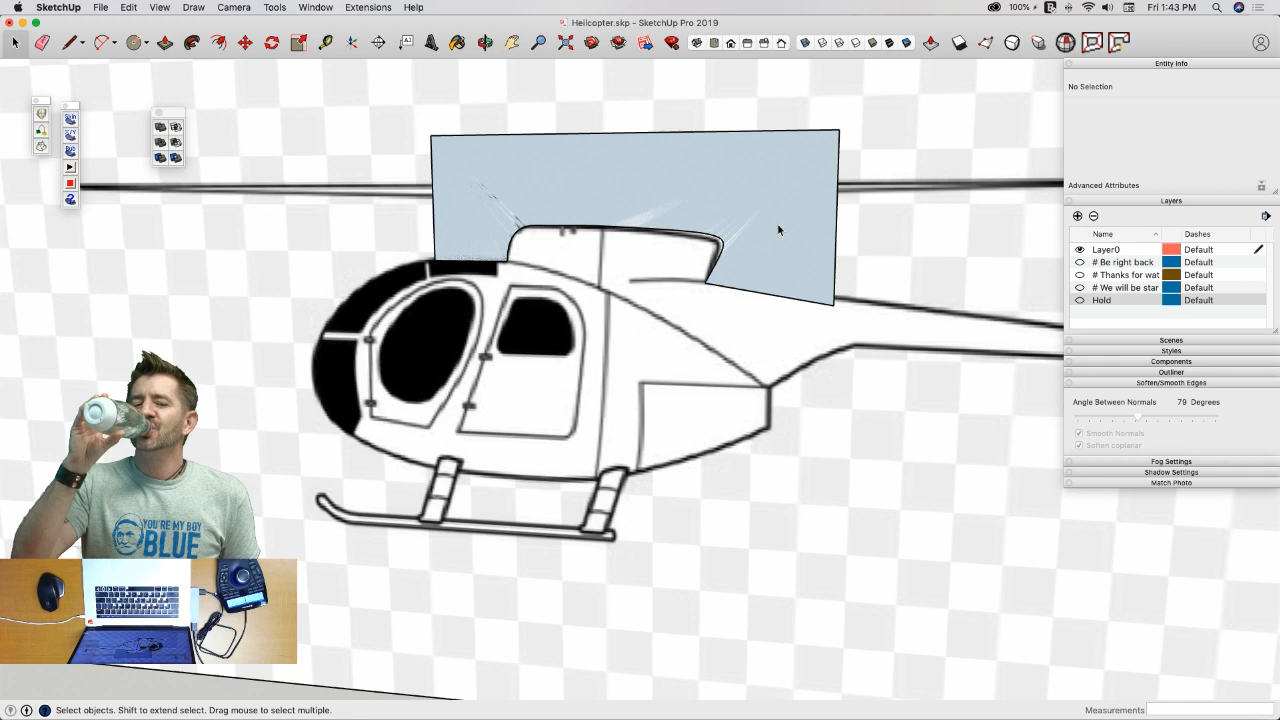 SketchUp File Edit View Draw Camera Tools Window Extensions Help 100% Fri 1:43 PM
Helicopter.skp - SketchUp Pro 2019
Entity Info
No Selection
Advanced Attributes
Layers
Name Dashes
Layer0 Default
# Be right back Default
# Thanks for wat Default
# We will be star Default
Hold Default
Scenes
Styles
Components
Outliner
Soften/Smooth Edges
Angle Between Normals 79 Degrees
Smooth Normals
Soften coplanar
Fog Settings
Shadow Settings
Match Photo
YOU'RE MY BOY
BLUE
Select objects. Shift to extend select. Drag mouse to select multiple.
Measurements